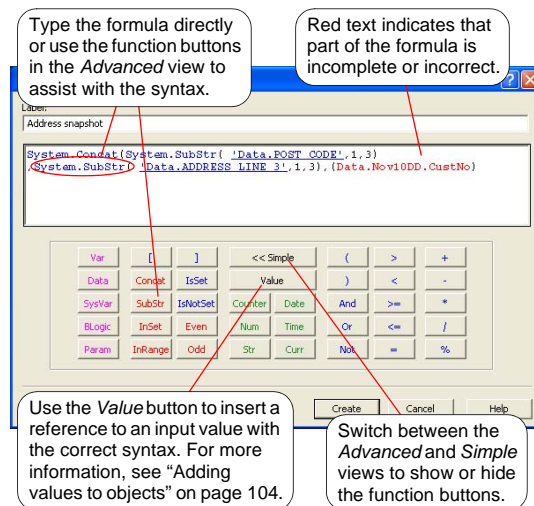 Type the formula directly
or use the function buttons
in the Advanced view to
assist with the syntax.
Red text indicates that
part of the formula is
incomplete or incorrect.
?
Label:
Address snapshot
System.Concat(System.SubStr( 'Data.POST CODE',1,3)
,System.SubStr( 'Data.ADDRESS LINE 3',1,3),(Data.Nov10DD.CustNo)
Var [ ] << Simple ( > +
Data Concat IsSet Value ) < -
SysVar SubStr IsNotSet Counter Date And >= *
BLogic InSet Even Num Time Or <= /
Param InRange Odd Str Curr Not = %
Create Cancel Help
Use the Value button to insert a
reference to an input value with
the correct syntax. For more
information, see “Adding
values to objects” on page 104.
Switch between the
Advanced and Simple
views to show or hide
the function buttons.